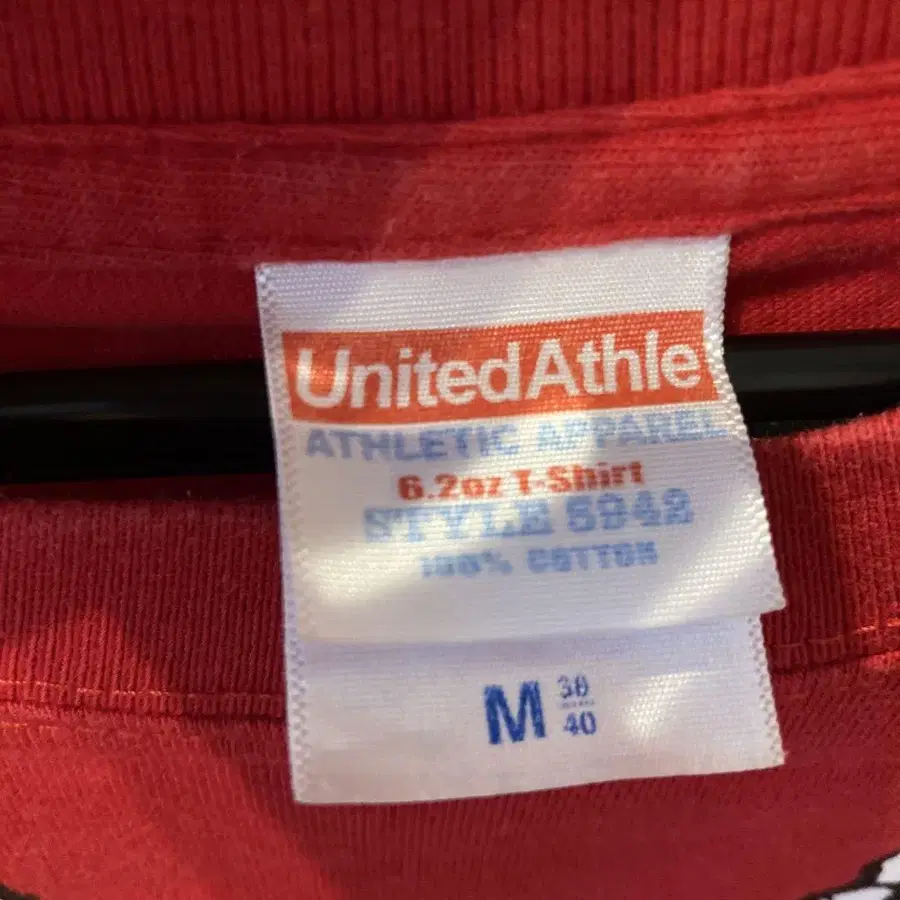 UnitedAthle
ATHLETIC APPAREL
6.2oz T-Shirt
STYLE 5942
100% COTTON
M 38
40